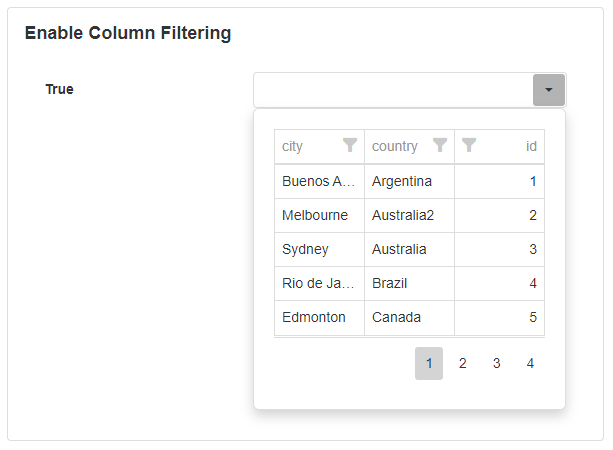 Enable Column Filtering
True
city country id
Buenos A... Argentina 1
Melbourne Australia2 2
Sydney Australia 3
Rio de Ja... Brazil 4
Edmonton Canada 5
1 2 3 4